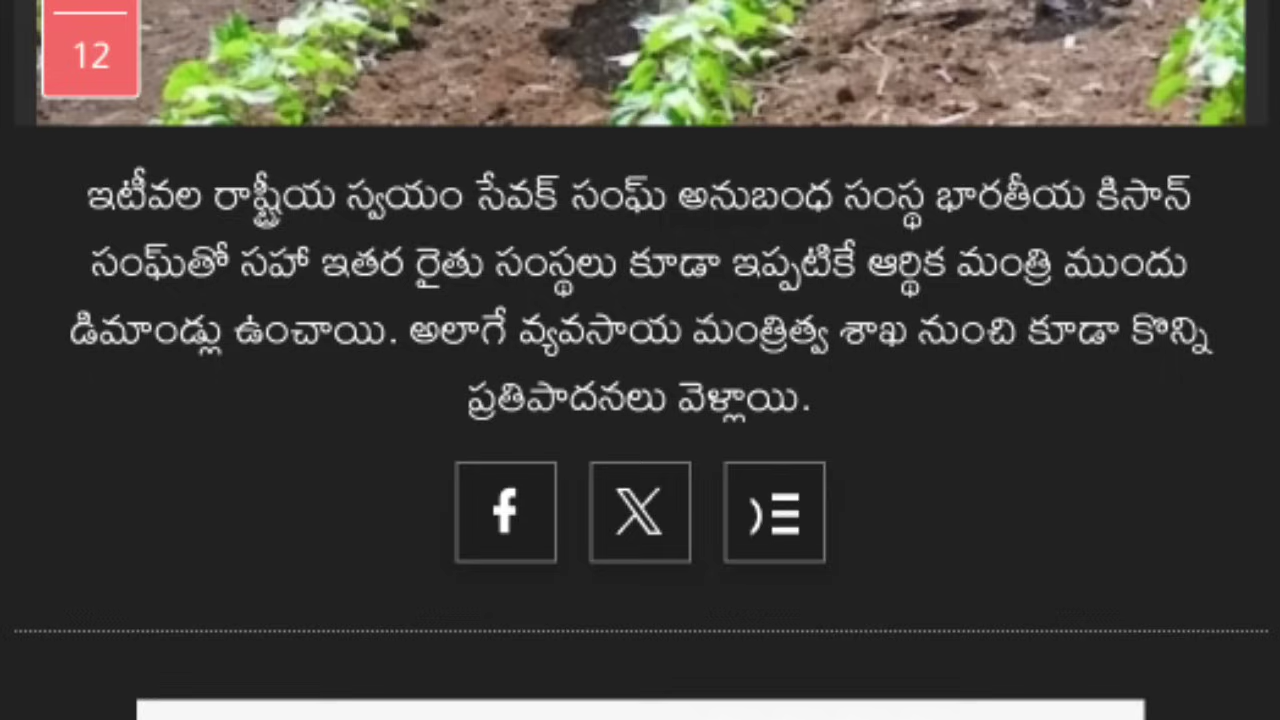 12
ఇటీవల రాష్ట్రీయ స్వయం సేవక్ సంఘ్ అనుబంధ సంస్థ భారతీయ కిసాన్
సంఘ్‌తో సహా ఇతర రైతు సంస్థలు కూడా ఇప్పటికే ఆర్థిక మంత్రి ముందు
డిమాండ్లు ఉంచాయి. అలాగే వ్యవసాయ మంత్రిత్వ శాఖ నుంచి కూడా కొన్ని
ప్రతిపాదనలు వెళ్లాయి.